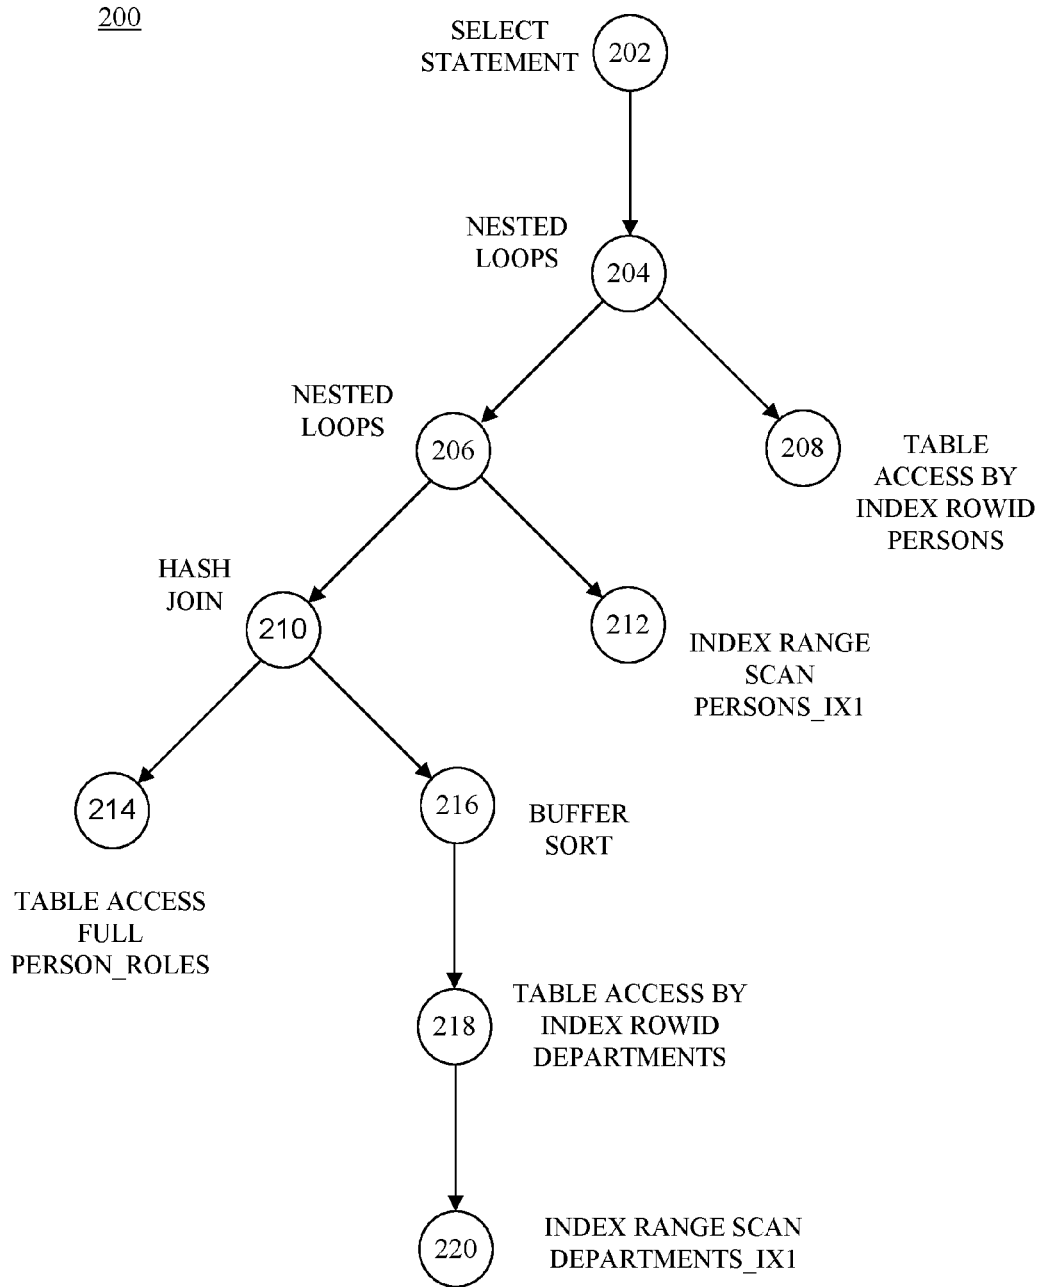 200
SELECT
STATEMENT
202
NESTED
LOOPS
204
NESTED
LOOPS
206
208
TABLE
ACCESS BY
INDEX ROWID
PERSONS
HASH
JOIN
210
212
INDEX RANGE
SCAN
PERSONS_IX1
214
216
BUFFER
SORT
TABLE ACCESS
FULL
PERSON_ROLES
218
TABLE ACCESS BY
INDEX ROWID
DEPARTMENTS
220
INDEX RANGE SCAN
DEPARTMENTS_IX1